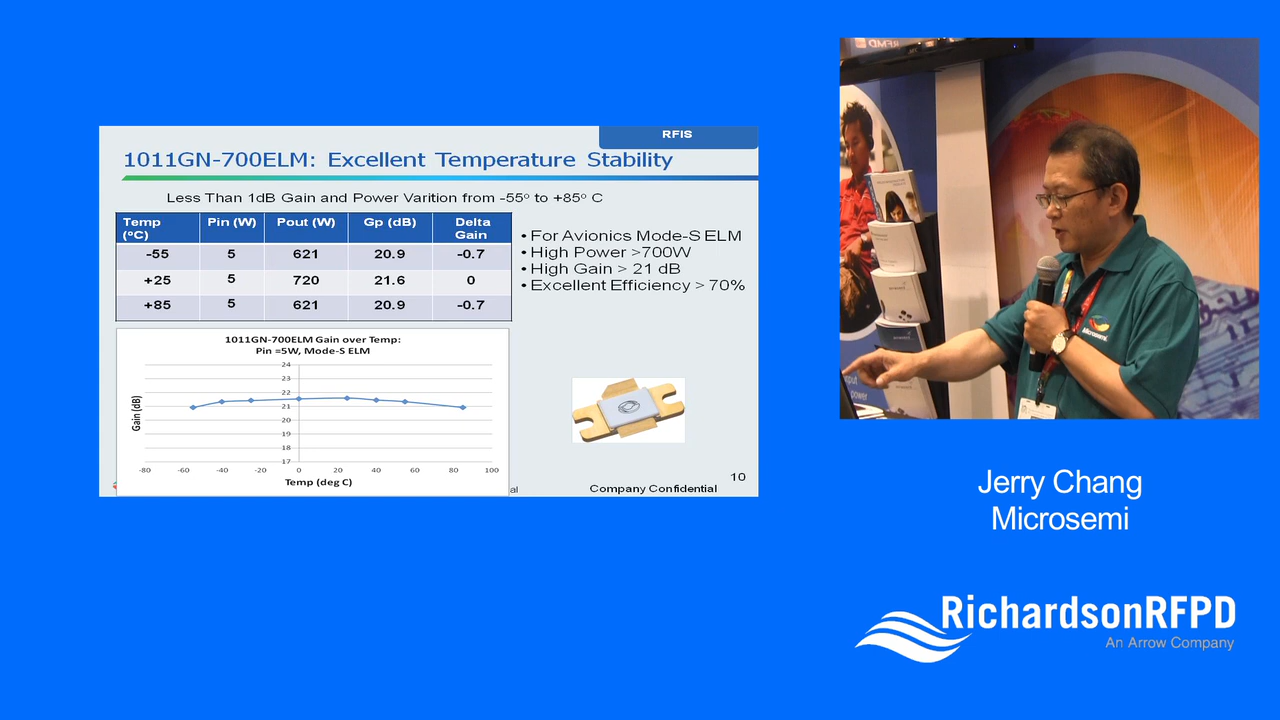 RFIS
1011GN-700ELM: Excellent Temperature Stability
Less Than 1dB Gain and Power Varition from -55º to +85º C
Temp (ºC) Pin (W) Pout (W) Gp (dB) Delta Gain
-55 5 621 20.9 -0.7
+25 5 720 21.6 0
+85 5 621 20.9 -0.7
• For Avionics Mode-S ELM
• High Power >700W
• High Gain > 21 dB
• Excellent Efficiency > 70%
1011GN-700ELM Gain over Temp:
Pin =5W, Mode-S ELM
24
23
22
21
20
19
18
17
Gain (dB)
-80 -60 -40 -20 0 20 40 60 80 100
Temp (deg C)
al
Company Confidential
10
RFMD
Microsemi
Jerry Chang
Microsemi
RichardsonRFPD
An Arrow Company